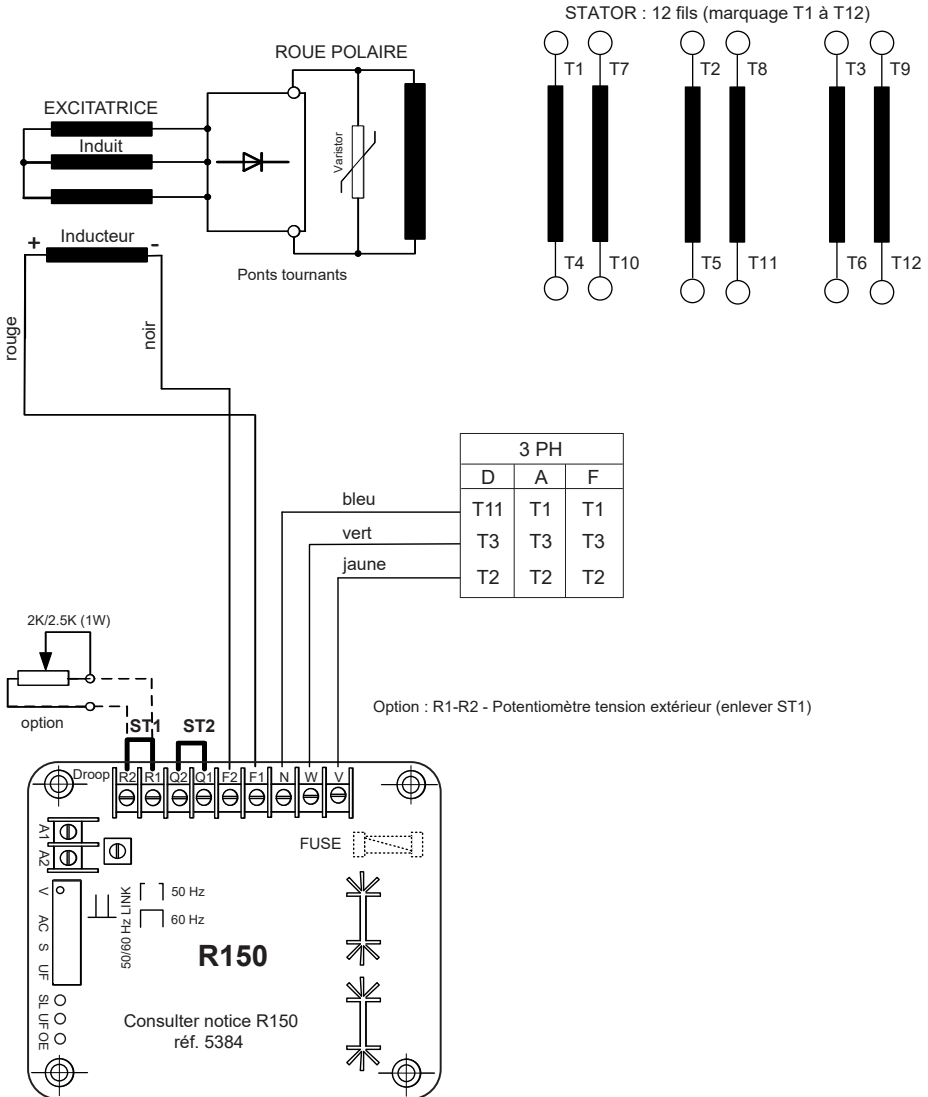 STATOR : 12 fils (marquage T1 à T12)
T1 T7 T2 T8 T3 T9
T4 T10 T5 T11 T6 T12
ROUE POLAIRE
EXCITATRICE
Induit
Varistor
+ Inducteur -
Ponts tournants
rouge
noir
3 PH
D A F
bleu T11 T1 T1
vert T3 T3 T3
jaune T2 T2 T2
2K/2.5K (1W)
option
Option : R1-R2 - Potentiomètre tension extérieur (enlever ST1)
ST1 ST2
Droop R2 R1 Q2 Q1 F2 F1 N W V
A1
A2
FUSE
V
AC
S
UF
50/60 Hz LINK
50 Hz
60 Hz
R150
SL
UF
OE
Consulter notice R150
réf. 5384